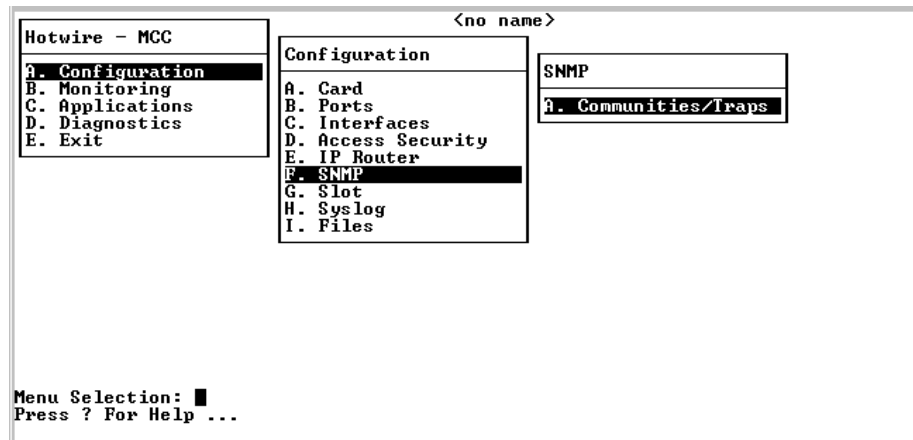 <no name>
Hotwire - MCC
A. Configuration
B. Monitoring
C. Applications
D. Diagnostics
E. Exit
Configuration
A. Card
B. Ports
C. Interfaces
D. Access Security
E. IP Router
F. SNMP
G. Slot
H. Syslog
I. Files
SNMP
A. Communities/Traps
Menu Selection:
Press ? For Help ...